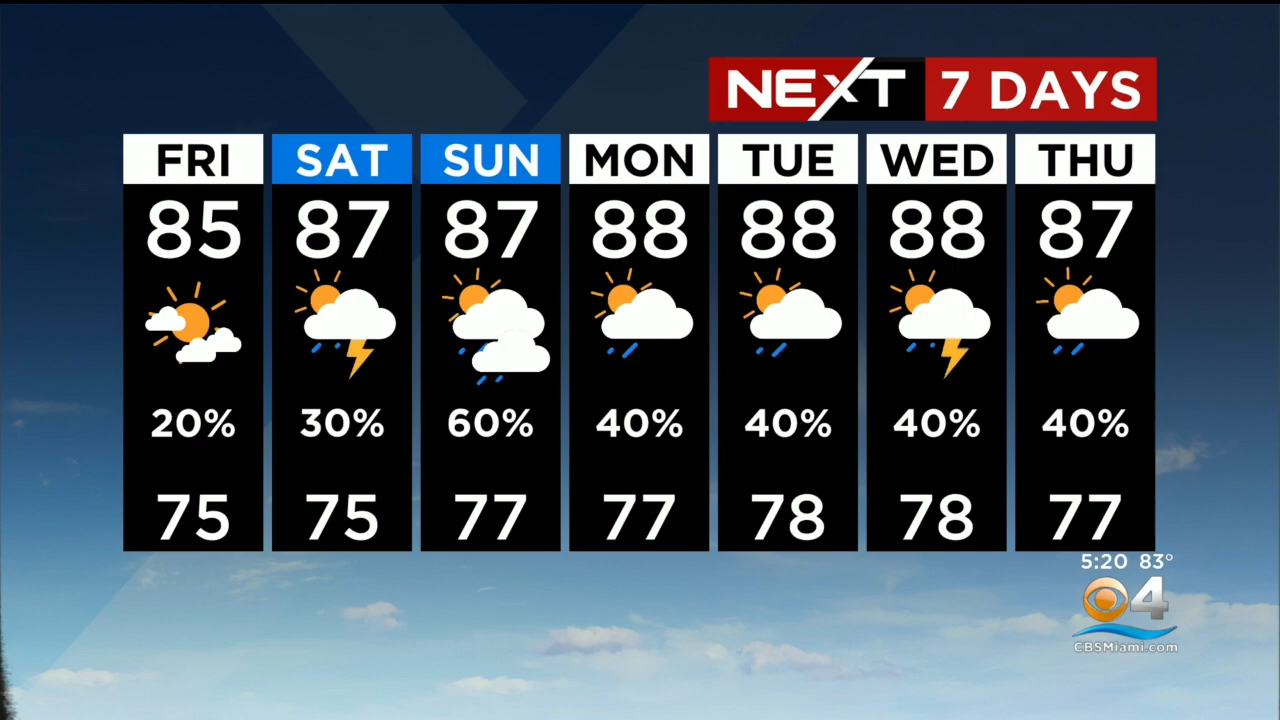 NEXT 7 DAYS
FRI SAT SUN MON TUE WED THU
85 87 87 88 88 88 87
20% 30% 60% 40% 40% 40% 40%
75 75 77 77 78 78 77
5:20 83°
4
CBSMiami.com